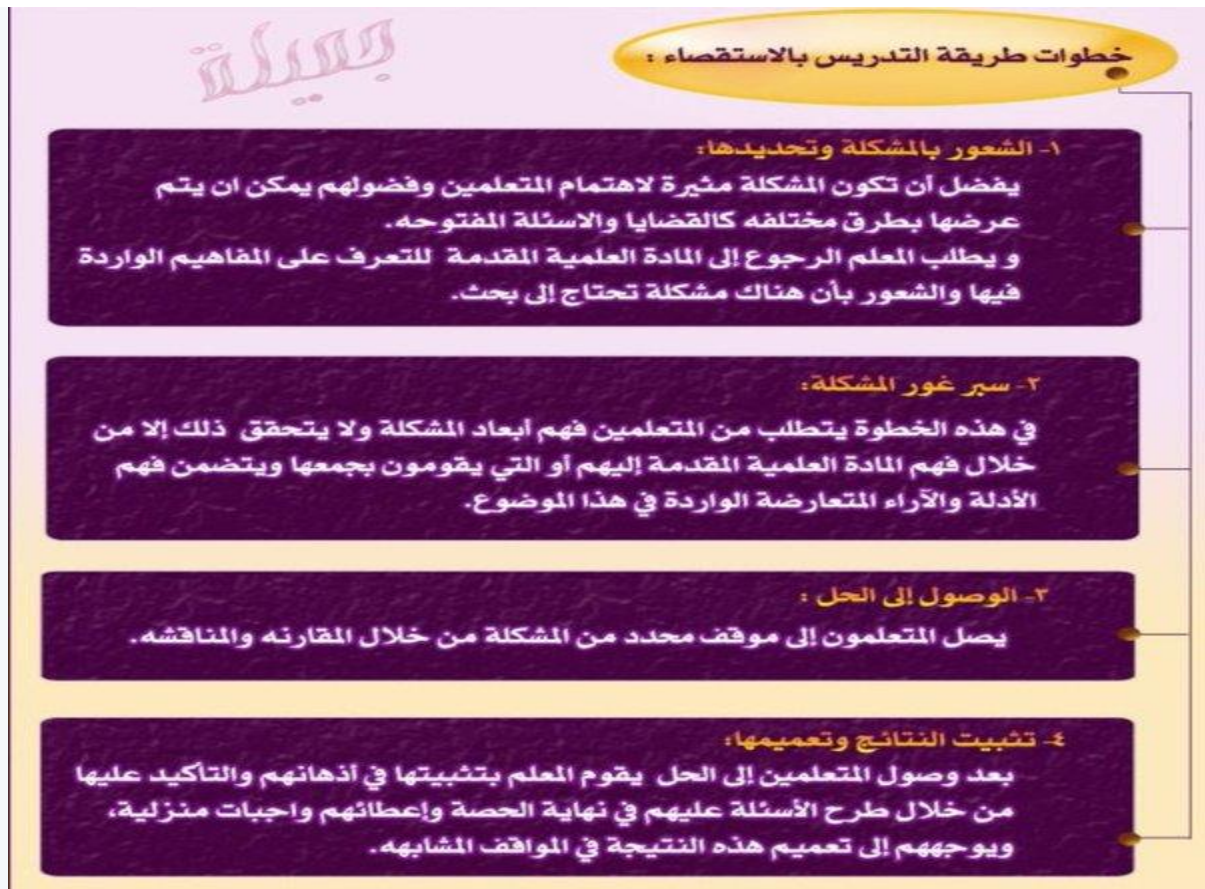 جميلة
خطوات طريقة التدريس بالاستقصاء :
١- الشعور بالمشكلة وتحديدها:
يفضل أن تكون المشكلة مثيرة لاهتمام المتعلمين وفضولهم يمكن ان يتم
عرضها بطرق مختلفه كالقضايا والاسئلة المفتوحه.
و يطلب المعلم الرجوع إلى المادة العلمية المقدمة للتعرف على المفاهيم الواردة
فيها والشعور بأن هناك مشكلة تحتاج إلى بحث.
٢- سبر غور المشكلة:
في هذه الخطوة يتطلب من المتعلمين فهم أبعاد المشكلة ولا يتحقق ذلك إلا من
خلال فهم المادة العلمية المقدمة إليهم أو التي يقومون بجمعها ويتضمن فهم
الأدلة والآراء المتعارضة الواردة في هذا الموضوع.
٣- الوصول إلى الحل :
يصل المتعلمون إلى موقف محدد من المشكلة من خلال المقارنه والمناقشه.
٤- تثبيت النتائج وتعميمها:
بعد وصول المتعلمين إلى الحل يقوم المعلم بتثبيتها في أذهانهم والتأكيد عليها
من خلال طرح الأسئلة عليهم في نهاية الحصة وإعطائهم واجبات منزلية،
ويوجههم إلى تعميم هذه النتيجة في المواقف المشابهه.